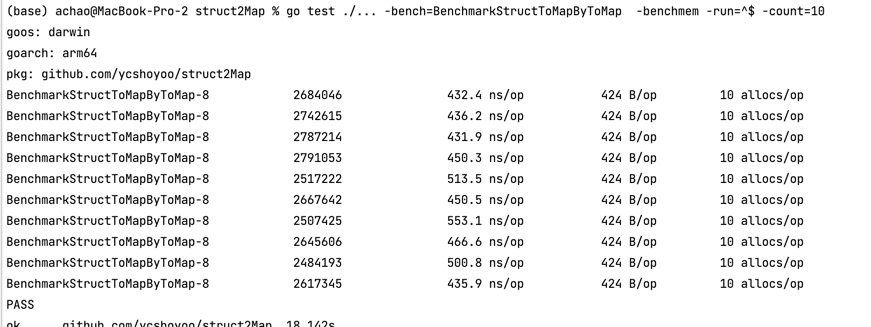 (base) achao@MacBook-Pro-2 struct2Map % go test ./... -bench=BenchmarkStructToMapByToMap  -benchmem -run=^$ -count=10
goos: darwin
goarch: arm64
pkg: github.com/ycshoyoo/struct2Map
BenchmarkStructToMapByToMap-8 2684046 432.4 ns/op 424 B/op 10 allocs/op
BenchmarkStructToMapByToMap-8 2742615 436.2 ns/op 424 B/op 10 allocs/op
BenchmarkStructToMapByToMap-8 2787214 431.9 ns/op 424 B/op 10 allocs/op
BenchmarkStructToMapByToMap-8 2791053 450.3 ns/op 424 B/op 10 allocs/op
BenchmarkStructToMapByToMap-8 2517222 513.5 ns/op 424 B/op 10 allocs/op
BenchmarkStructToMapByToMap-8 2667642 450.5 ns/op 424 B/op 10 allocs/op
BenchmarkStructToMapByToMap-8 2507425 553.1 ns/op 424 B/op 10 allocs/op
BenchmarkStructToMapByToMap-8 2645606 466.6 ns/op 424 B/op 10 allocs/op
BenchmarkStructToMapByToMap-8 2484193 500.8 ns/op 424 B/op 10 allocs/op
BenchmarkStructToMapByToMap-8 2617345 435.9 ns/op 424 B/op 10 allocs/op
PASS
ok github.com/ycshoyoo/struct2Map 18.142s